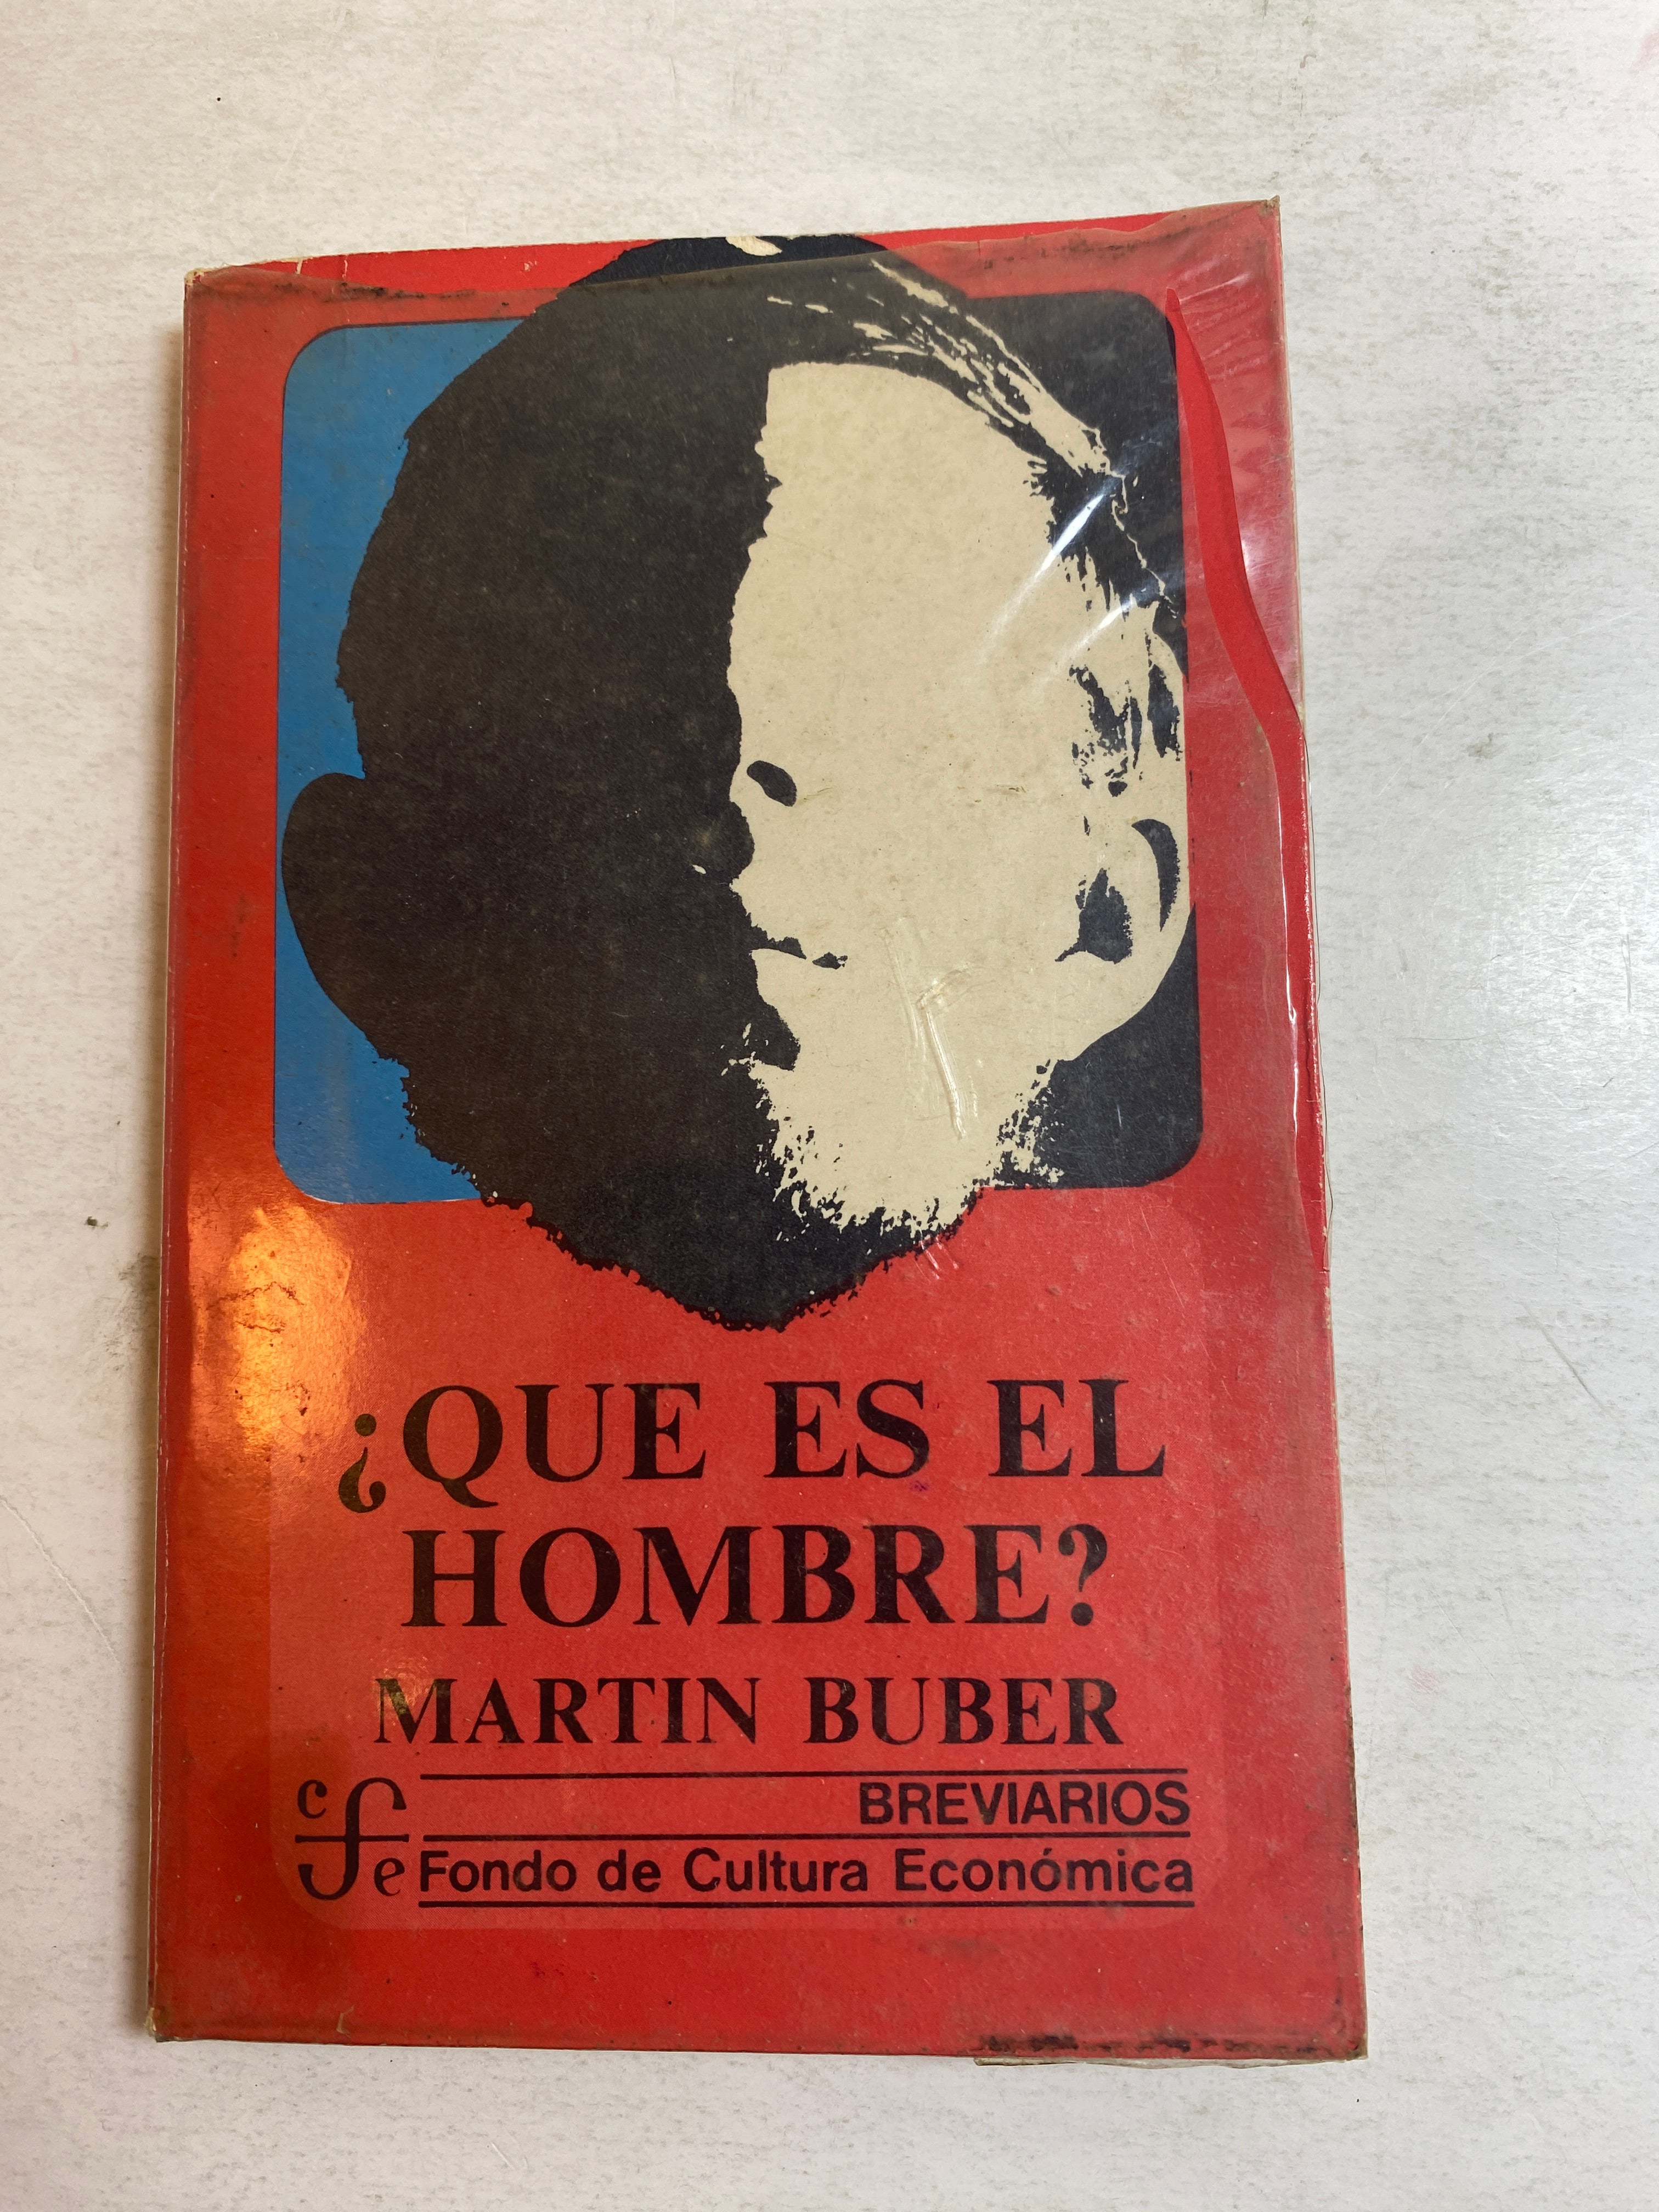 ¿QUE ES EL
HOMBRE?
MARTIN BUBER
BREVIARIOS
cfe Fondo de Cultura Económica